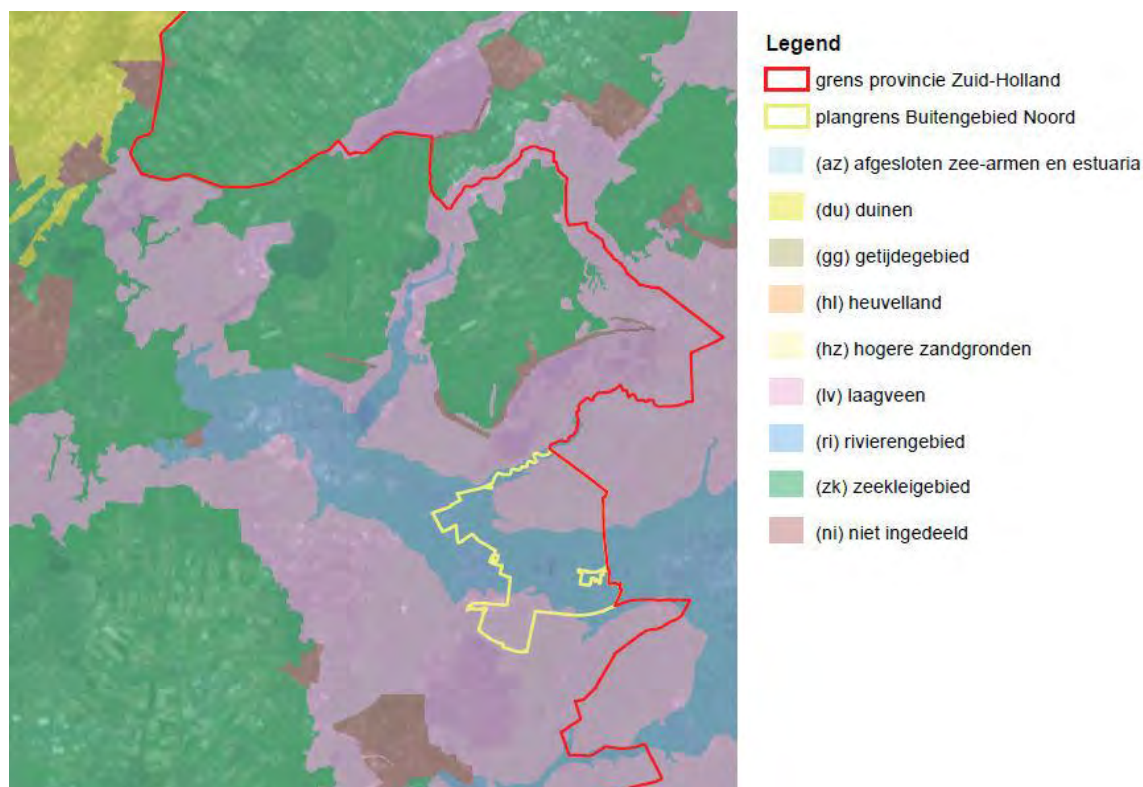 Legend
grens provincie Zuid-Holland
plangrens Buitengebied Noord
(az) afgesloten zee-armen en estuaria
(du) duinen
(gg) getijdegebied
(hl) heuvelland
(hz) hogere zandgronden
(lv) laagveen
(ri) rivierengebied
(zk) zeekleigebied
(ni) niet ingedeeld